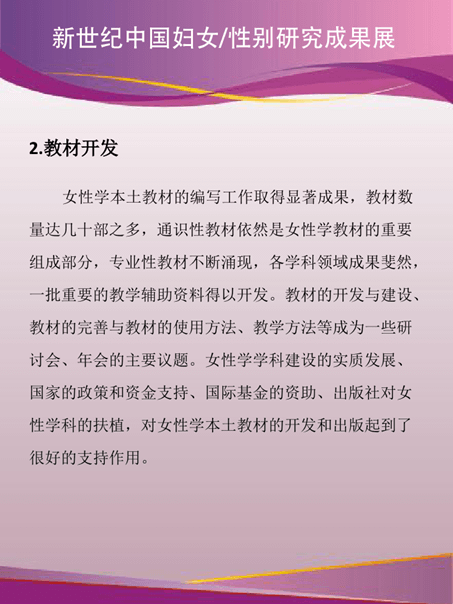 新世纪中国妇女/性别研究成果展
2.教材开发
女性学本土教材的编写工作取得显著成果，教材数
量达几十部之多，通识性教材依然是女性学教材的重要
组成部分，专业性教材不断涌现，各学科领域成果斐然，
一批重要的教学辅助资料得以开发。教材的开发与建设、
教材的完善与教材的使用方法、教学方法等成为一些研
讨会、年会的主要议题。女性学学科建设的实质发展、
国家的政策和资金支持、国际基金的资助、出版社对女
性学科的扶植，对女性学本土教材的开发和出版起到了
很好的支持作用。